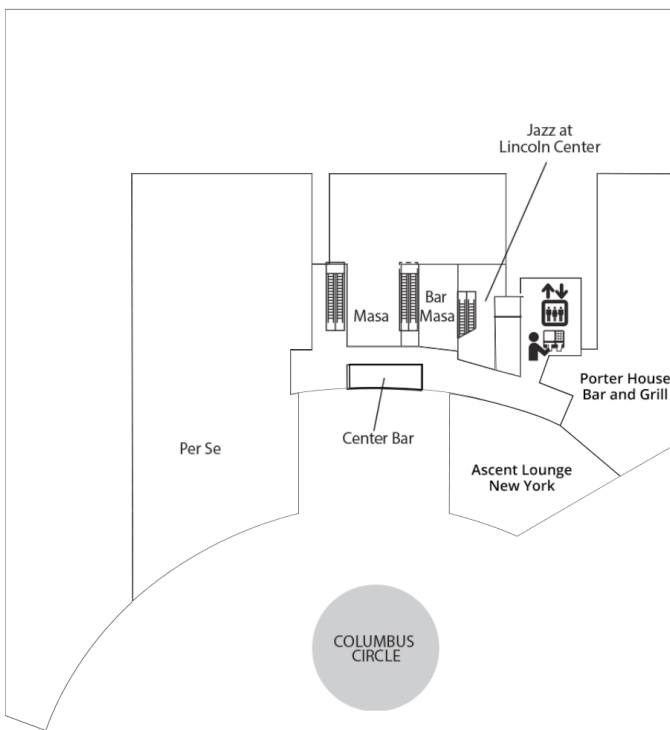 Jazz at
Lincoln Center
Masa
Bar
Masa
Porter House
Bar and Grill
Center Bar
Per Se
Ascent Lounge
New York
COLUMBUS
CIRCLE